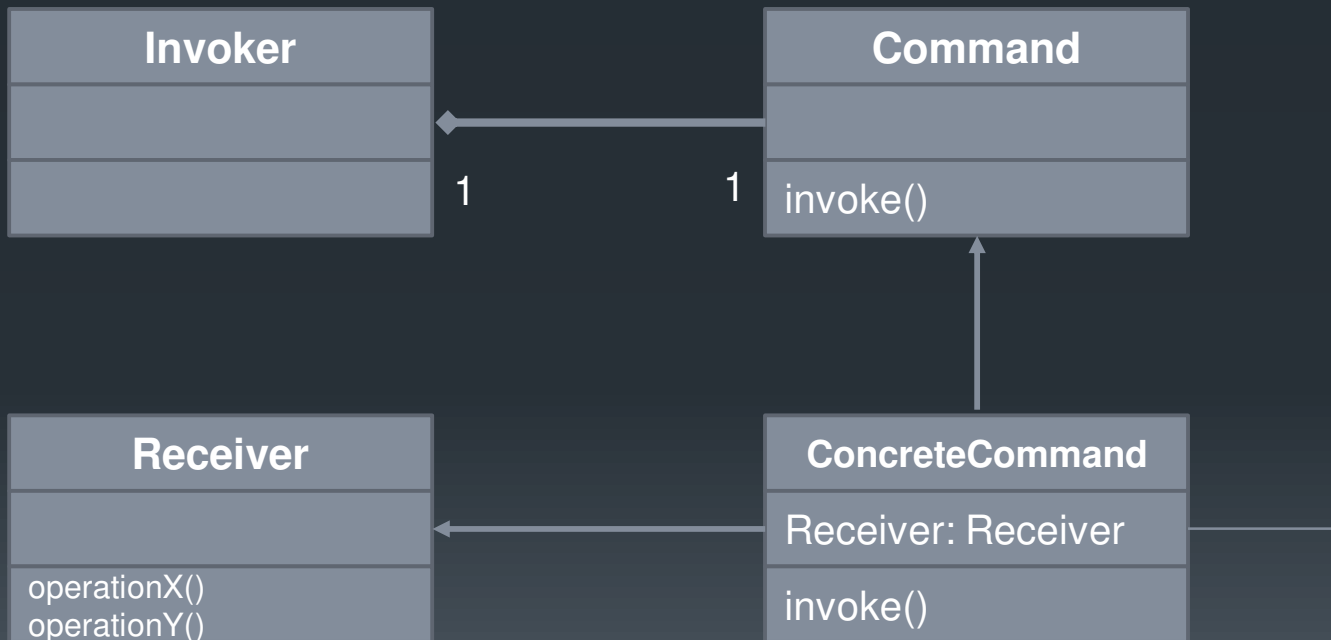 Invoker
Command
1
1
invoke()
Receiver
ConcreteCommand
Receiver: Receiver
operationX()
operationY()
invoke()